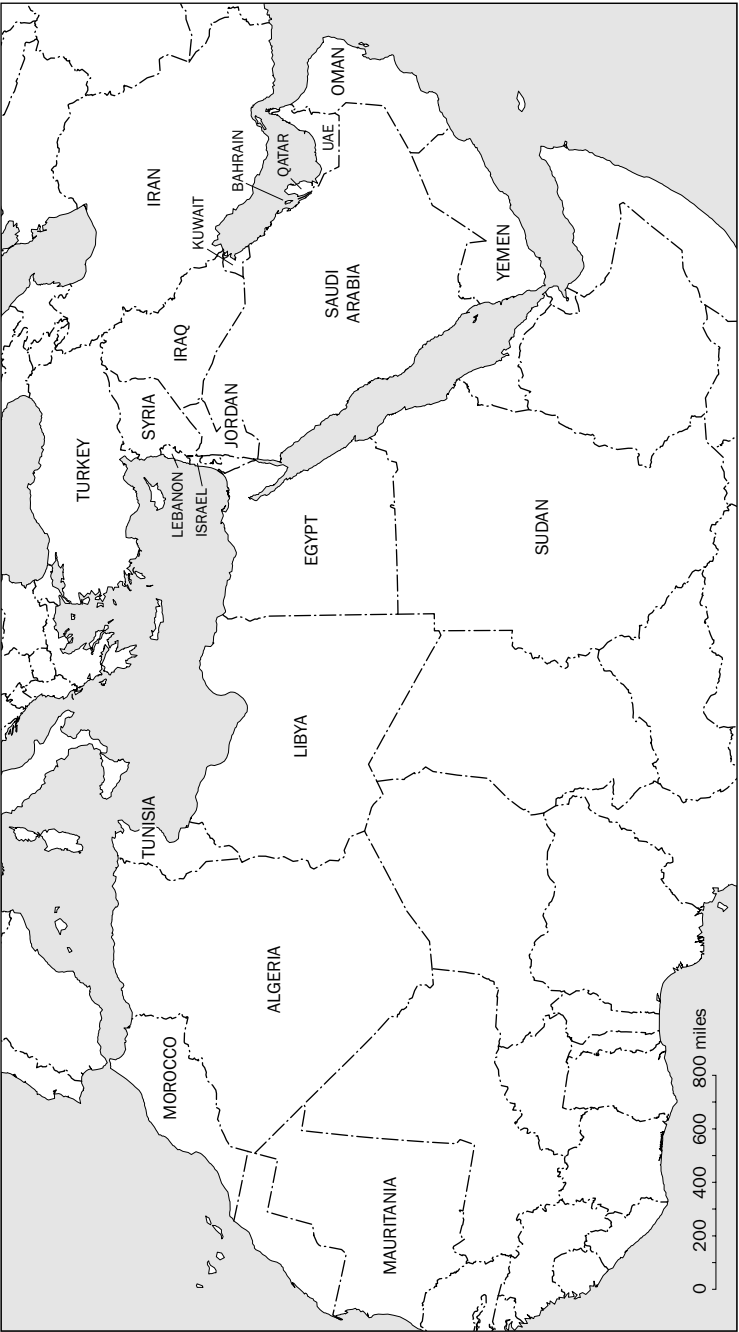 TURKEY
SYRIA
LEBANON
ISRAEL
IRAQ
IRAN
JORDAN
KUWAIT
BAHRAIN
QATAR
UAE
OMAN
SAUDI
ARABIA
YEMEN
TUNISIA
MOROCCO
ALGERIA
LIBYA
EGYPT
MAURITANIA
SUDAN
0 200 400 600 800 miles